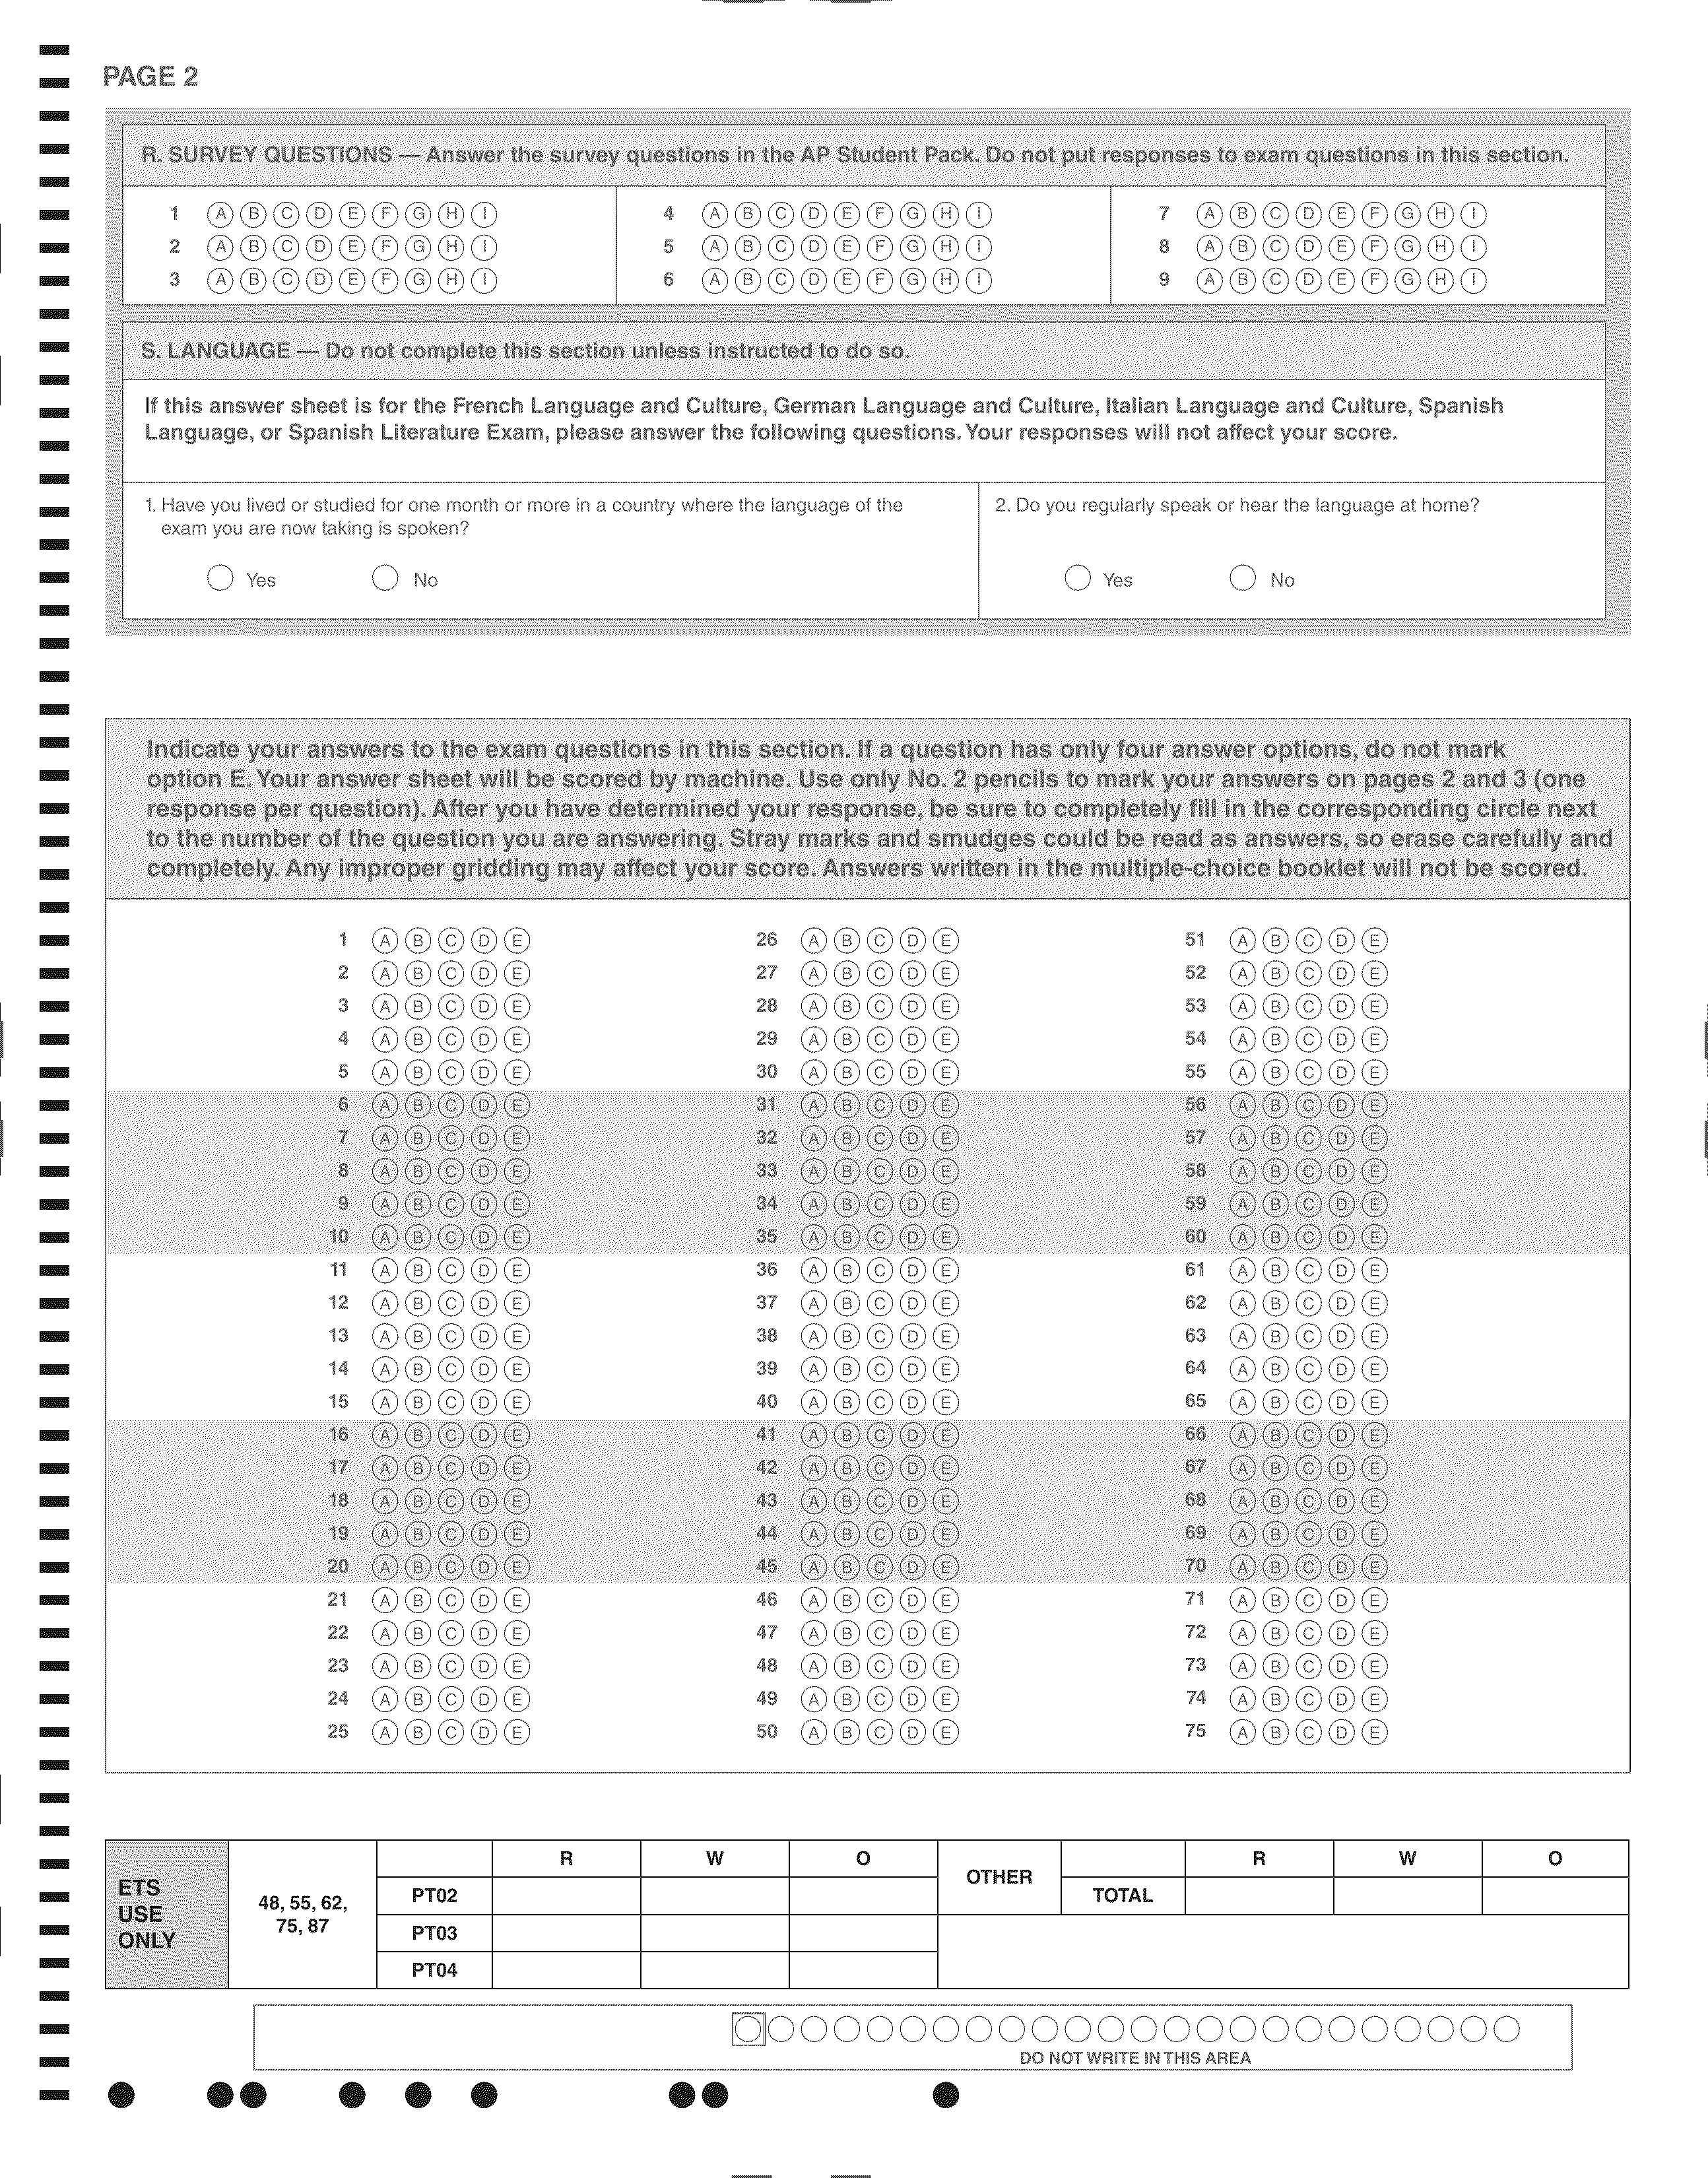 PAGE 2
R. SURVEY QUESTIONS — Answer the survey questions in the AP Student Pack. Do not put responses to exam questions in this section.
1 A B C D E F G H I 4 A B C D E F G H I 7 A B C D E F G H I
2 A B C D E F G H I 5 A B C D E F G H I 8 A B C D E F G H I
3 A B C D E F G H I 6 A B C D E F G H I 9 A B C D E F G H I
S. LANGUAGE — Do not complete this section unless instructed to do so.
If this answer sheet is for the French Language and Culture, German Language and Culture, Italian Language and Culture, Spanish
Language, or Spanish Literature Exam, please answer the following questions. Your responses will not affect your score.
1. Have you lived or studied for one month or more in a country where the language of the
exam you are now taking is spoken?
Yes No
2. Do you regularly speak or hear the language at home?
Yes No
Indicate your answers to the exam questions in this section. If a question has only four answer options, do not mark
option E. Your answer sheet will be scored by machine. Use only No. 2 pencils to mark your answers on pages 2 and 3 (one
response per question). After you have determined your response, be sure to completely fill in the corresponding circle next
to the number of the question you are answering. Stray marks and smudges could be read as answers, so erase carefully and
completely. Any improper gridding may affect your score. Answers written in the multiple-choice booklet will not be scored.
1 A B C D E 26 A B C D E 51 A B C D E
2 A B C D E 27 A B C D E 52 A B C D E
3 A B C D E 28 A B C D E 53 A B C D E
4 A B C D E 29 A B C D E 54 A B C D E
5 A B C D E 30 A B C D E 55 A B C D E
6 A B C D E 31 A B C D E 56 A B C D E
7 A B C D E 32 A B C D E 57 A B C D E
8 A B C D E 33 A B C D E 58 A B C D E
9 A B C D E 34 A B C D E 59 A B C D E
10 A B C D E 35 A B C D E 60 A B C D E
11 A B C D E 36 A B C D E 61 A B C D E
12 A B C D E 37 A B C D E 62 A B C D E
13 A B C D E 38 A B C D E 63 A B C D E
14 A B C D E 39 A B C D E 64 A B C D E
15 A B C D E 40 A B C D E 65 A B C D E
16 A B C D E 41 A B C D E 66 A B C D E
17 A B C D E 42 A B C D E 67 A B C D E
18 A B C D E 43 A B C D E 68 A B C D E
19 A B C D E 44 A B C D E 69 A B C D E
20 A B C D E 45 A B C D E 70 A B C D E
21 A B C D E 46 A B C D E 71 A B C D E
22 A B C D E 47 A B C D E 72 A B C D E
23 A B C D E 48 A B C D E 73 A B C D E
24 A B C D E 49 A B C D E 74 A B C D E
25 A B C D E 50 A B C D E 75 A B C D E
ETS
USE
ONLY
48, 55, 62,
75, 87
R W O
PT02
PT03
PT04
OTHER
R W O
TOTAL
DO NOT WRITE IN THIS AREA